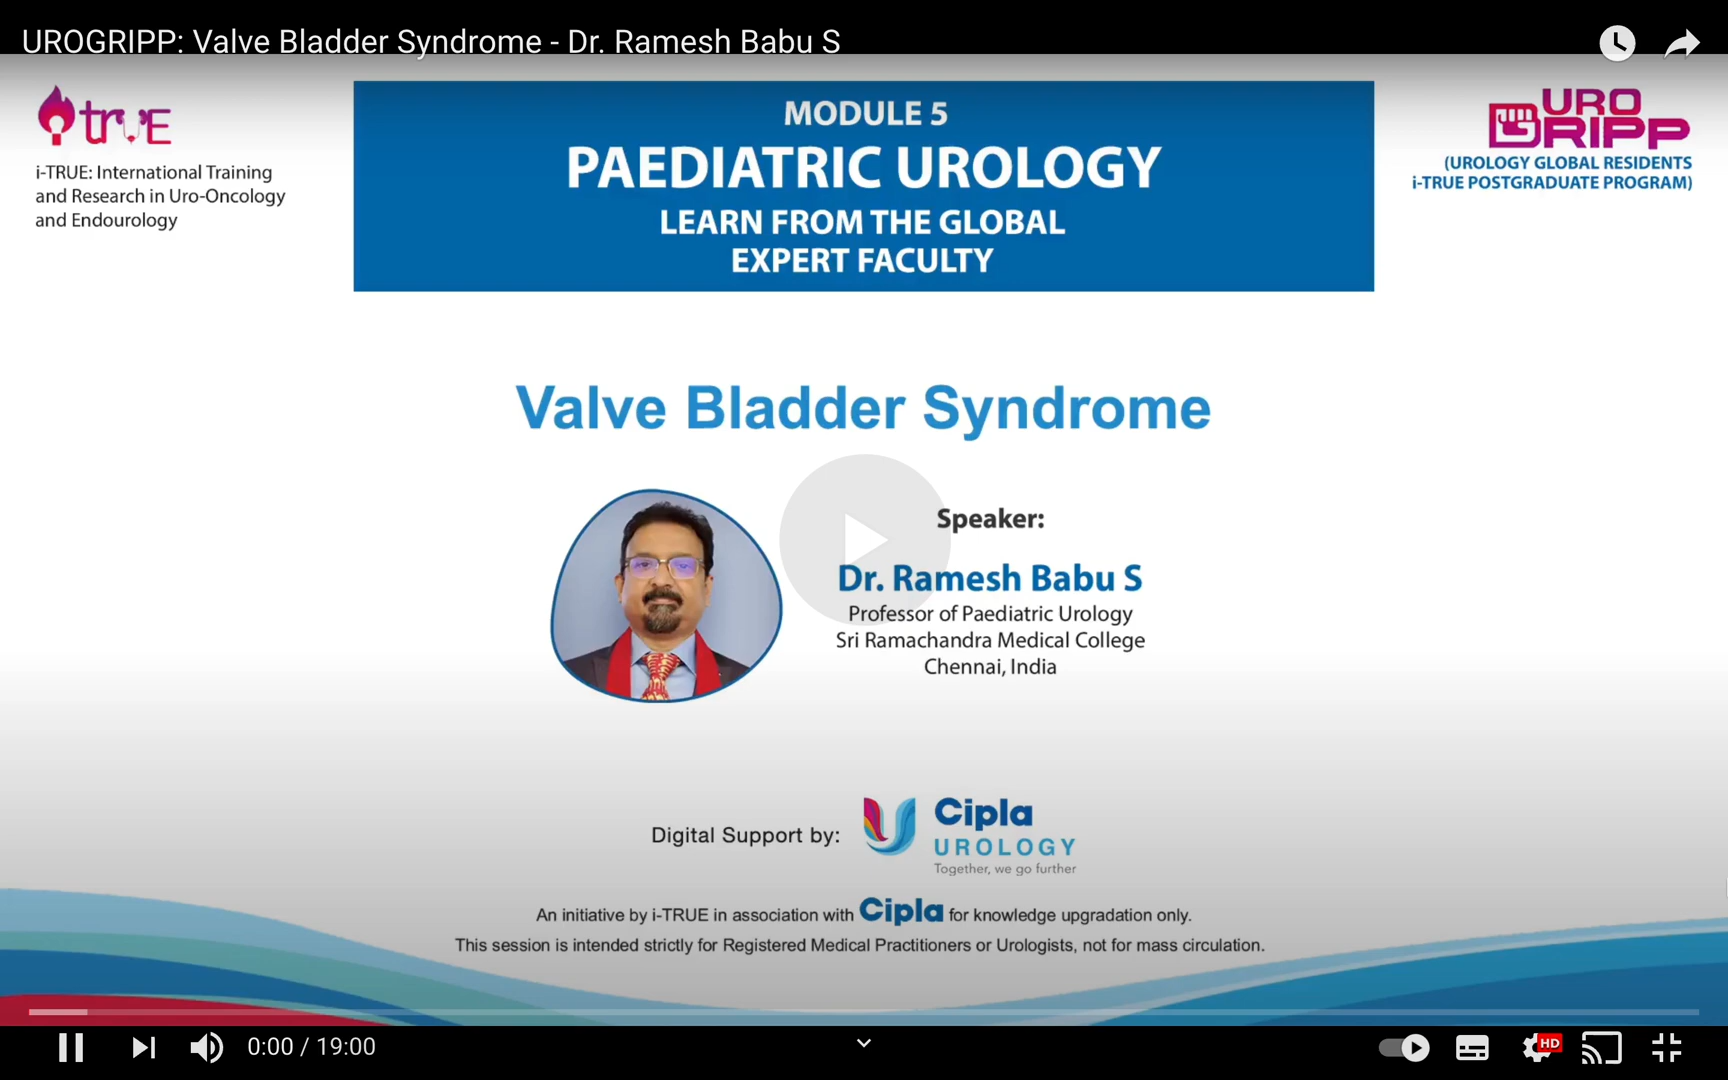 UROGRIPP: Valve Bladder Syndrome - Dr. Ramesh Babu S
trUE
i-TRUE: International Training
and Research in Uro-Oncology
and Endourology
MODULE 5
PAEDIATRIC UROLOGY
LEARN FROM THE GLOBAL
EXPERT FACULTY
URO
GRIPP
(UROLOGY GLOBAL RESIDENTS
i-TRUE POSTGRADUATE PROGRAM)
Valve Bladder Syndrome
Speaker:
Dr. Ramesh Babu S
Professor of Paediatric Urology
Sri Ramachandra Medical College
Chennai, India
Digital Support by:
Cipla
UROLOGY
Together, we go further
An initiative by i-TRUE in association with Cipla for knowledge upgradation only.
This session is intended strictly for Registered Medical Practitioners or Urologists, not for mass circulation.
0:00 / 19:00
HD